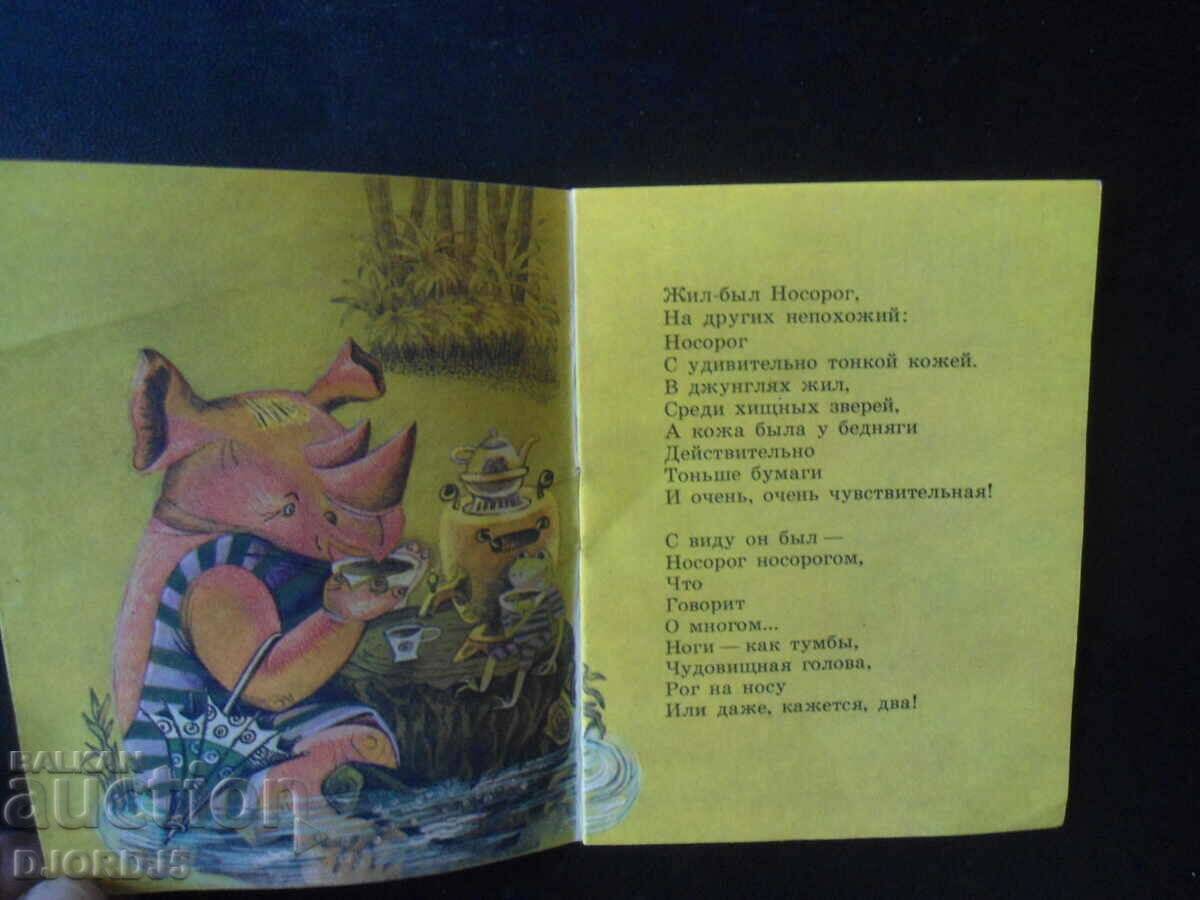 Жил-был Носорог,
На других непохожий:
Носорог
С удивительно тонкой кожей.
В джунглях жил,
Среди хищных зверей,
А кожа была у бедняги
Действительно
Тоньше бумаги
И очень, очень чувствительная!
С виду он был —
Носорог носорогом,
Что
Говорит
О многом...
Ноги — как тумбы,
Чудовищная голова,
Рог на носу
Или даже, кажется, два!
BALKAN
auction
DJORDJ5